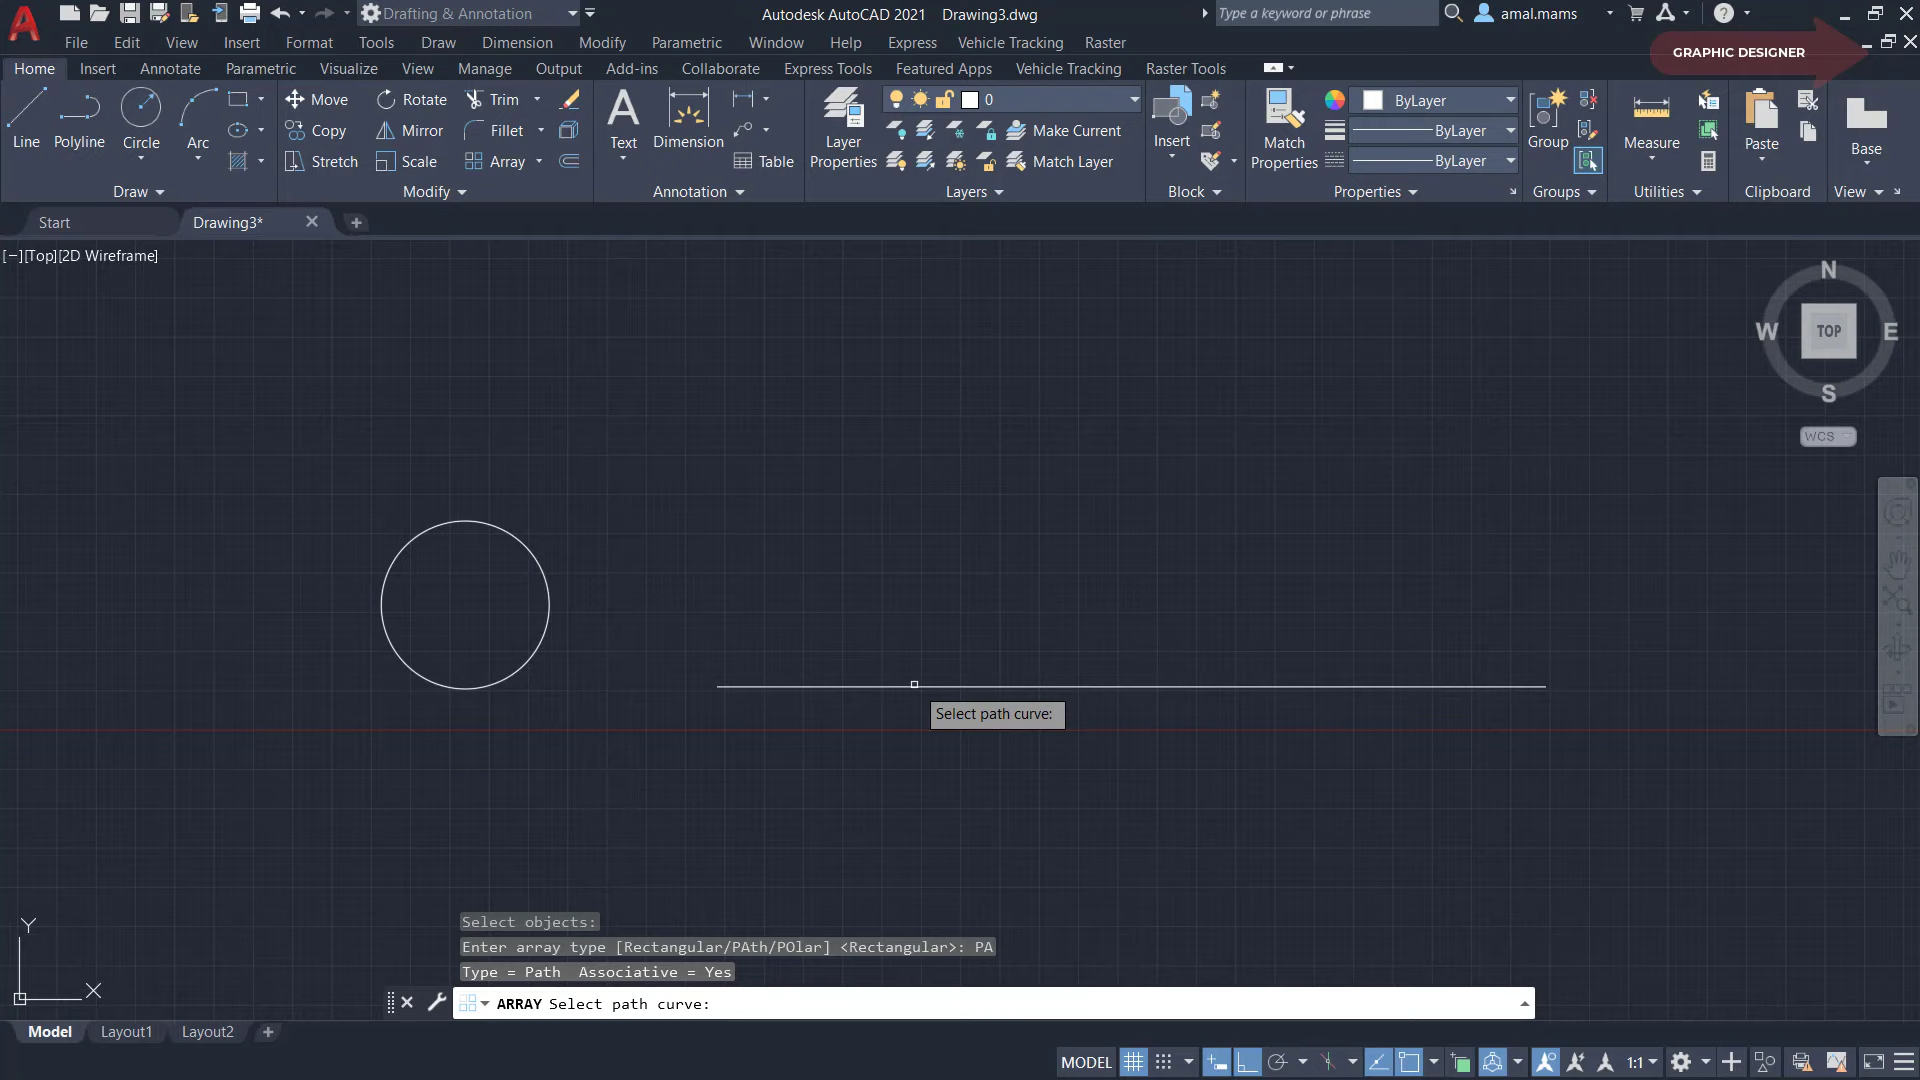 Drafting & Annotation
Autodesk AutoCAD 2021 Drawing3.dwg
Type a keyword or phrase
amal.mams
File Edit View Insert Format Tools Draw Dimension Modify Parametric Window Help Express Vehicle Tracking Raster
GRAPHIC DESIGNER
Home Insert Annotate Parametric Visualize View Manage Output Add-ins Collaborate Express Tools Featured Apps Vehicle Tracking Raster Tools
Line Polyline Circle Arc
Move Rotate Trim
Copy Mirror Fillet
Stretch Scale Array
Text Dimension
Table
Layer
Properties
0
Make Current
Match Layer
Insert
Match
Properties
ByLayer
ByLayer
ByLayer
Group
Measure
Paste
Base
Draw Modify Annotation Layers Block Properties Groups Utilities Clipboard View
Start Drawing3*
[−][Top][2D Wireframe]
N
W TOP E
S
WCS
Select path curve:
Y
X
Select objects:
Enter array type [Rectangular/PAth/POlar] <Rectangular>: PA
Type = Path Associative = Yes
ARRAY Select path curve:
Model Layout1 Layout2
MODEL
1:1